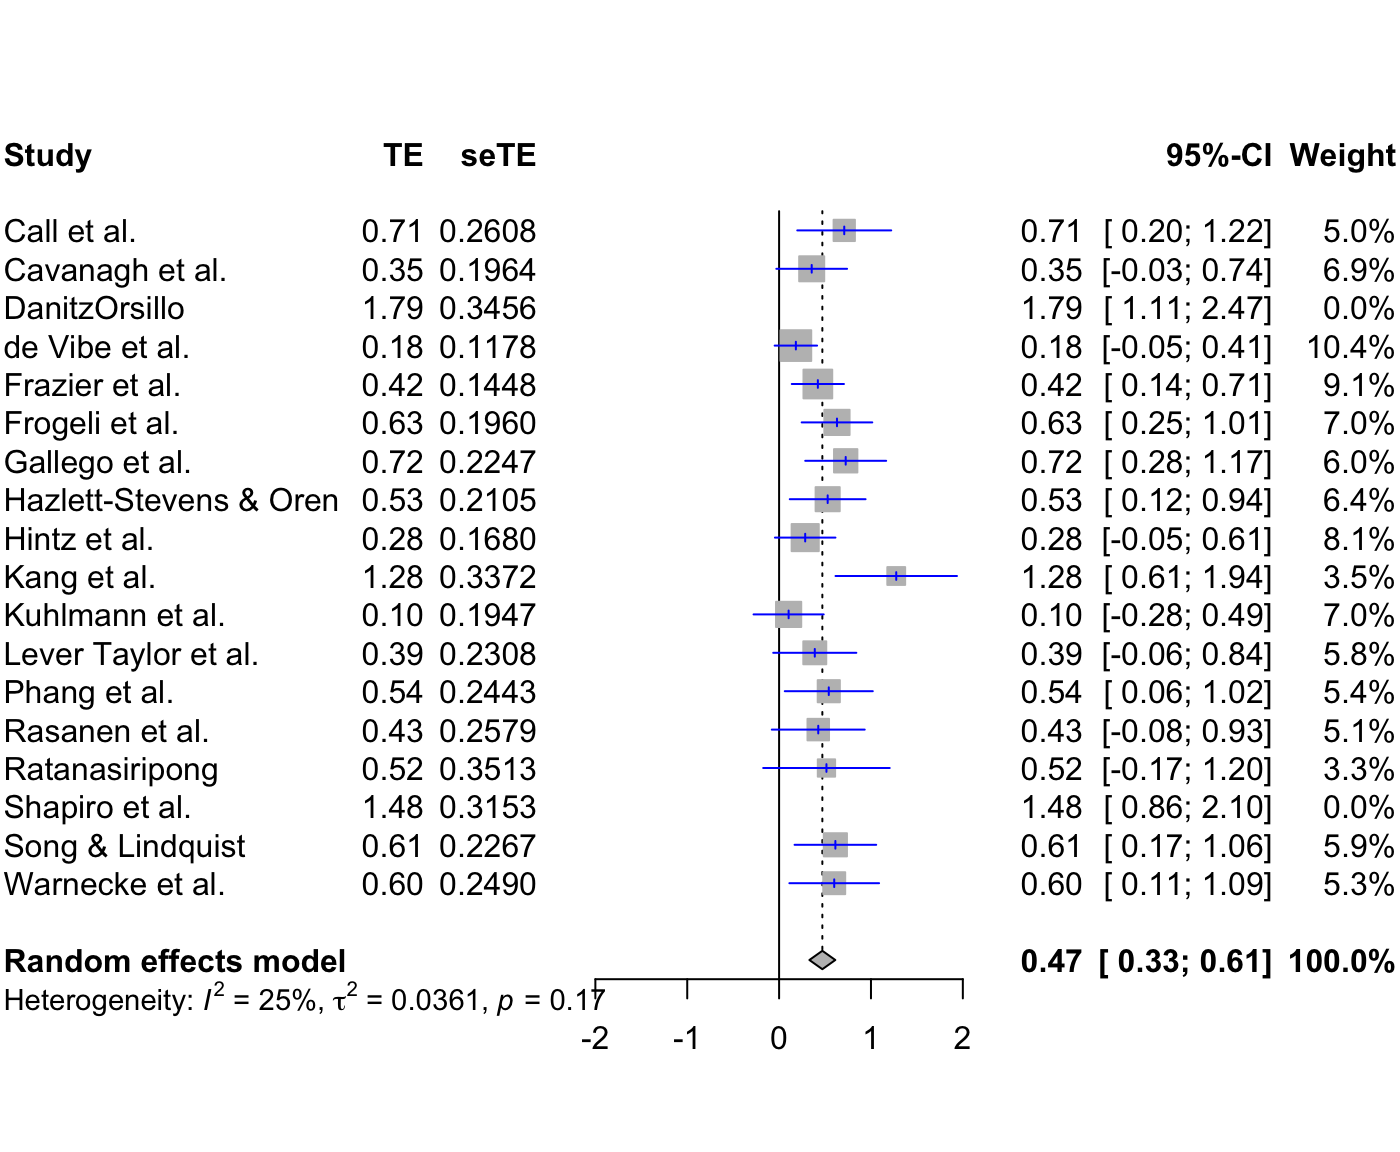 Study TE seTE 95%-CI Weight
Call et al. 0.71 0.2608 0.71 [ 0.20; 1.22] 5.0%
Cavanagh et al. 0.35 0.1964 0.35 [-0.03; 0.74] 6.9%
DanitzOrsillo 1.79 0.3456 1.79 [ 1.11; 2.47] 0.0%
de Vibe et al. 0.18 0.1178 0.18 [-0.05; 0.41] 10.4%
Frazier et al. 0.42 0.1448 0.42 [ 0.14; 0.71] 9.1%
Frogeli et al. 0.63 0.1960 0.63 [ 0.25; 1.01] 7.0%
Gallego et al. 0.72 0.2247 0.72 [ 0.28; 1.17] 6.0%
Hazlett-Stevens & Oren 0.53 0.2105 0.53 [ 0.12; 0.94] 6.4%
Hintz et al. 0.28 0.1680 0.28 [-0.05; 0.61] 8.1%
Kang et al. 1.28 0.3372 1.28 [ 0.61; 1.94] 3.5%
Kuhlmann et al. 0.10 0.1947 0.10 [-0.28; 0.49] 7.0%
Lever Taylor et al. 0.39 0.2308 0.39 [-0.06; 0.84] 5.8%
Phang et al. 0.54 0.2443 0.54 [ 0.06; 1.02] 5.4%
Rasanen et al. 0.43 0.2579 0.43 [-0.08; 0.93] 5.1%
Ratanasiripong 0.52 0.3513 0.52 [-0.17; 1.20] 3.3%
Shapiro et al. 1.48 0.3153 1.48 [ 0.86; 2.10] 0.0%
Song & Lindquist 0.61 0.2267 0.61 [ 0.17; 1.06] 5.9%
Warnecke et al. 0.60 0.2490 0.60 [ 0.11; 1.09] 5.3%
Random effects model 0.47 [ 0.33; 0.61] 100.0%
Heterogeneity: I² = 25%, τ² = 0.0361, p = 0.17
-2 -1 0 1 2